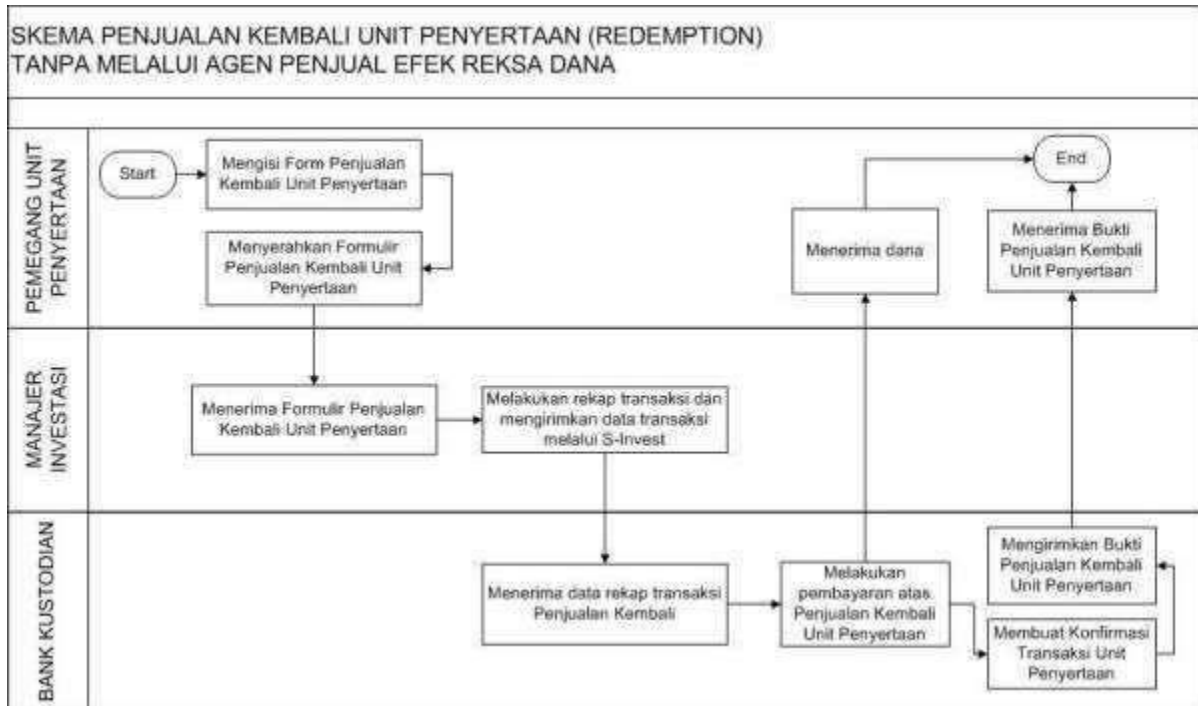 SKEMA PENJUALAN KEMBALI UNIT PENYERTAAN (REDEMPTION)
TANPA MELALUI AGEN PENJUAL EFEK REKSA DANA
PEMEGANG UNIT
PENYERTAAN
Start
Mengisi Form Penjualan
Kembali Unit Penyertaan
Menyerahkan Formulir
Penjualan Kembali Unit
Penyertaan
Menerima dana
End
Menerima Bukti
Penjualan Kembali
Unit Penyertaan
MANAJER
INVESTASI
Menerima Formulir Penjualan
Kembali Unit Penyertaan
Melakukan rekap transaksi dan
mengirimkan data transaksi
melalui S-Invest
BANK KUSTODIAN
Menerima data rekap transaksi
Penjualan Kembali
Melakukan
pembayaran atas
Penjualan Kembali
Unit Penyertaan
Mengirimkan Bukti
Penjualan Kembali
Unit Penyertaan
Membuat Konfirmasi
Transaksi Unit
Penyertaan